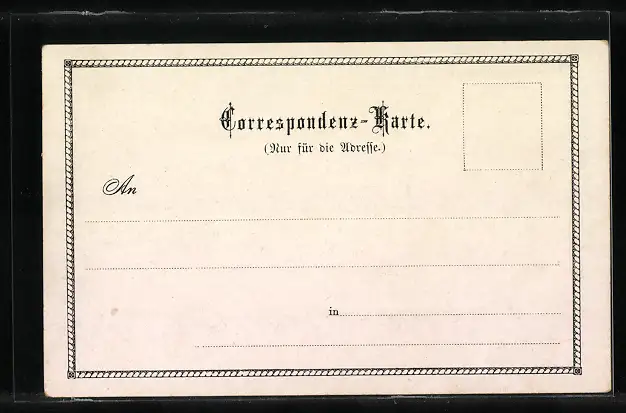 Correspondenz-Karte.
(Nur für die Adresse.)
An
in